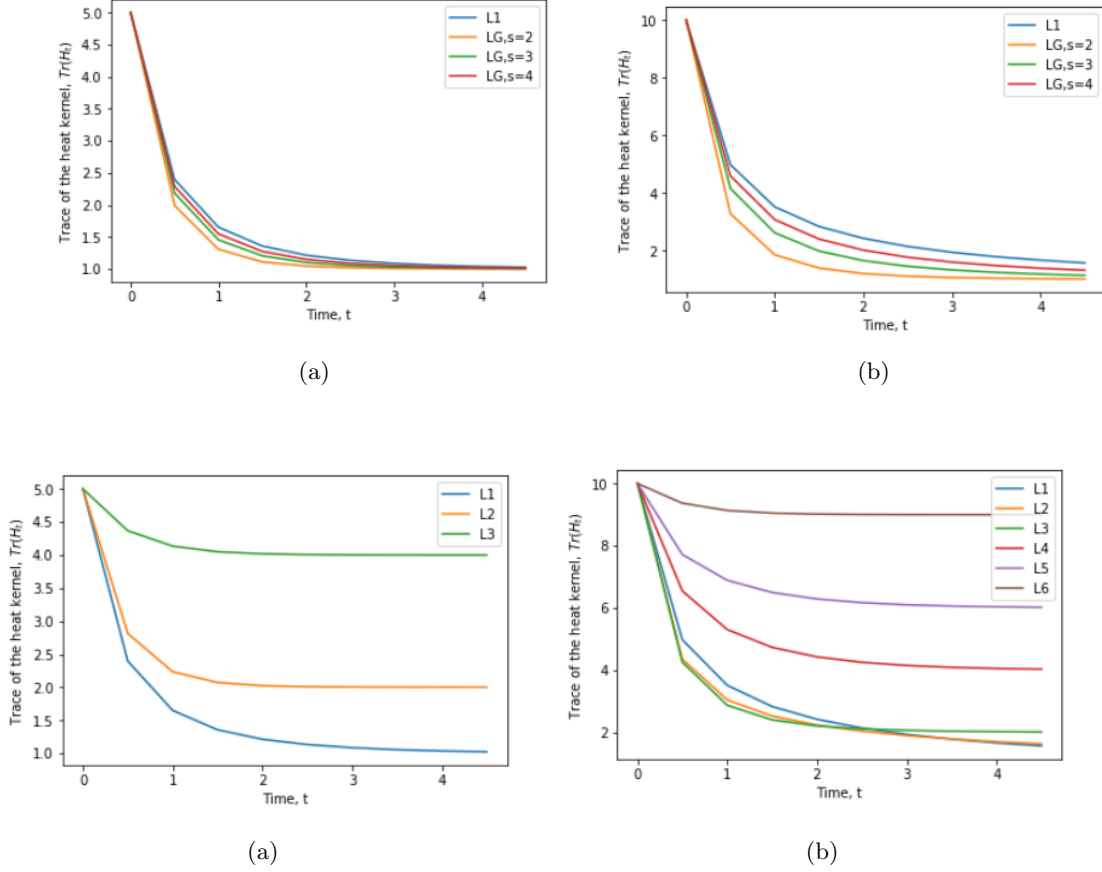 5.0
4.5
4.0
3.5
3.0
2.5
2.0
1.5
1.0
Trace of the heat kernel, Tr(Hₜ)
L1
LG,s=2
LG,s=3
LG,s=4
0 1 2 3 4
Time, t
(a)
10
8
6
4
2
Trace of the heat kernel, Tr(Hₜ)
L1
LG,s=2
LG,s=3
LG,s=4
0 1 2 3 4
Time, t
(b)
5.0
4.5
4.0
3.5
3.0
2.5
2.0
1.5
1.0
Trace of the heat kernel, Tr(Hₜ)
L1
L2
L3
0 1 2 3 4
Time, t
(a)
10
8
6
4
2
Trace of the heat kernel, Tr(Hₜ)
L1
L2
L3
L4
L5
L6
0 1 2 3 4
Time, t
(b)